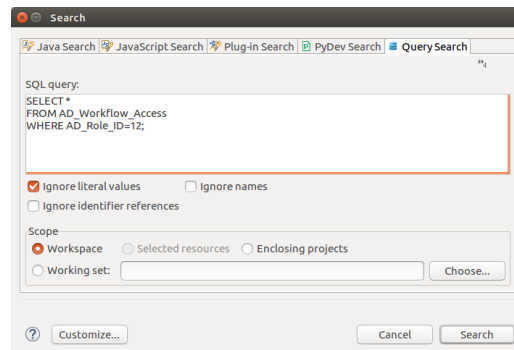 Search
Java Search JavaScript Search Plug-in Search PyDev Search Query Search
»4
SQL query:
SELECT *
FROM AD_Workflow_Access
WHERE AD_Role_ID=12;
Ignore literal values Ignore names
Ignore identifier references
Scope
Workspace Selected resources Enclosing projects
Working set: Choose...
? Customize... Cancel Search